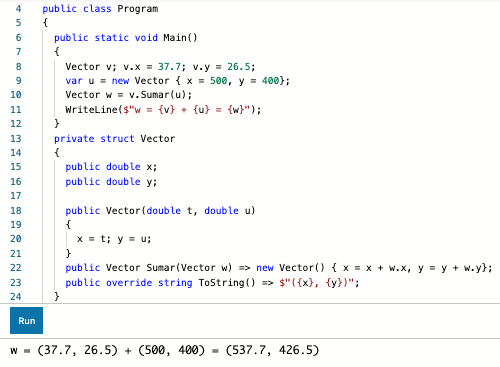 4 public class Program
5 {
6 public static void Main()
7 {
8 Vector v; v.x = 37.7; v.y = 26.5;
9 var u = new Vector { x = 500, y = 400};
10 Vector w = v.Sumar(u);
11 WriteLine($"w = {v} + {u} = {w}");
12 }
13 private struct Vector
14 {
15 public double x;
16 public double y;
17
18 public Vector(double t, double u)
19 {
20 x = t; y = u;
21 }
22 public Vector Sumar(Vector w) => new Vector() { x = x + w.x, y = y + w.y};
23 public override string ToString() => $"({x}, {y})";
24 }
Run
w = (37.7, 26.5) + (500, 400) = (537.7, 426.5)